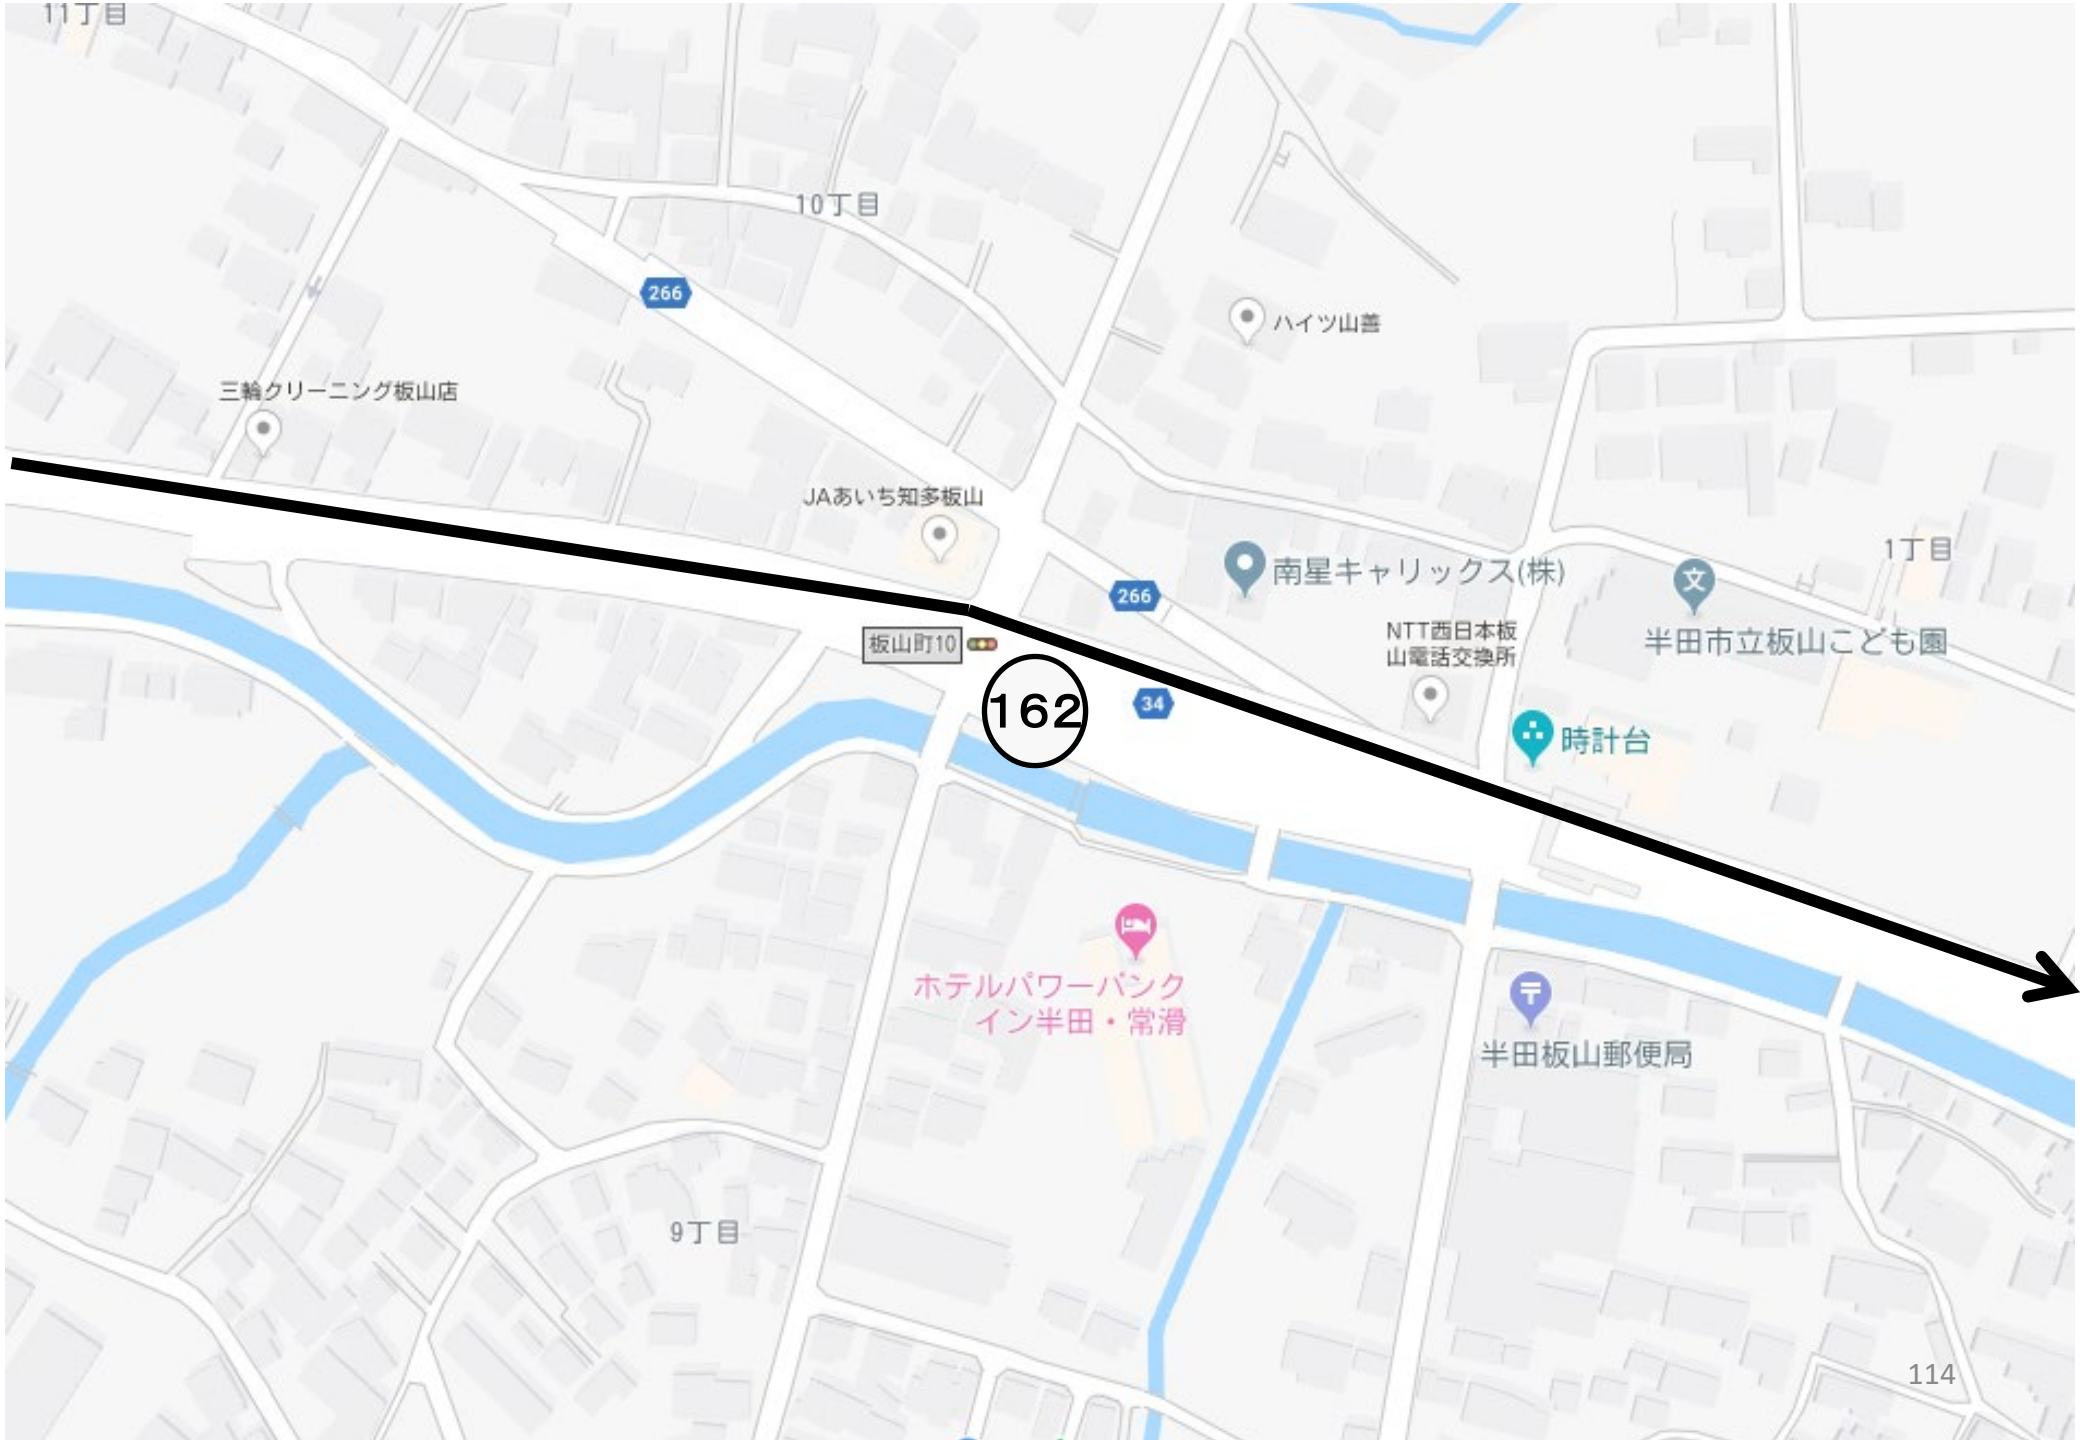 11丁目
10丁目
266
ハイツ山善
三輪クリーニング板山店
JAあいち知多板山
南星キャリックス(株)
文
1丁目
266
NTT西日本板
山電話交換所
半田市立板山こども園
板山町10
162
34
時計台
ホテルパワーバンク
イン半田・常滑
〒
半田板山郵便局
9丁目
114